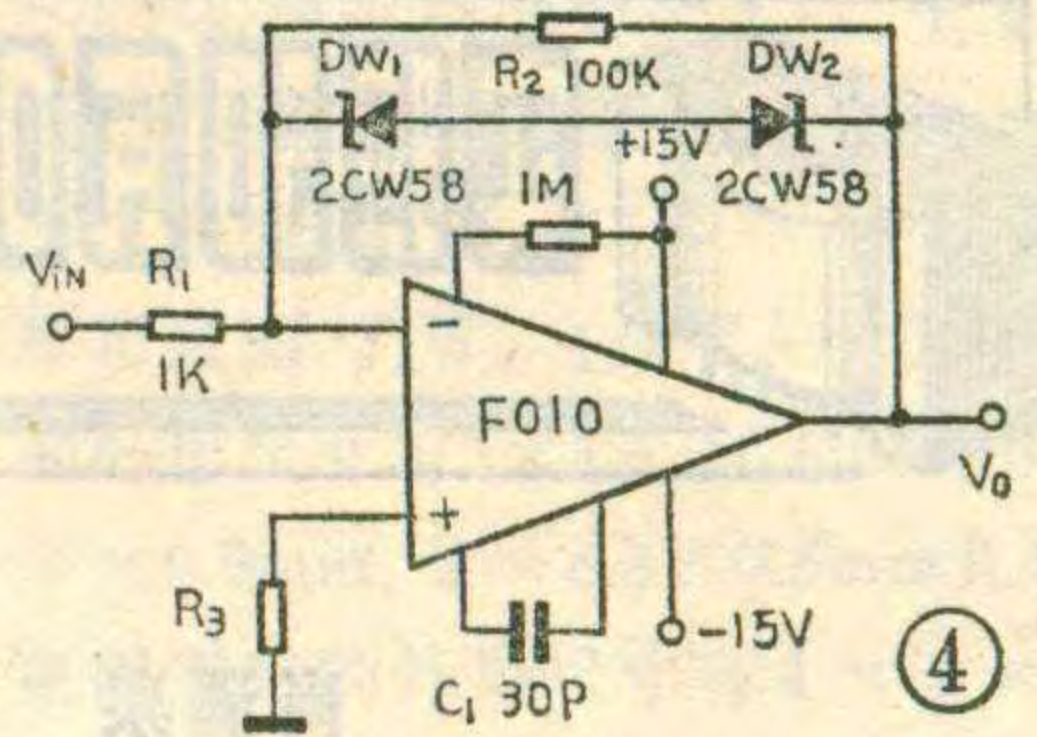 DW₁
R₂ 100K
DW₂
+15V
2CW58
1M
2CW58
ViN
R₁
1K
−
F010
V₀
+
R₃
C₁ 30P
−15V
④